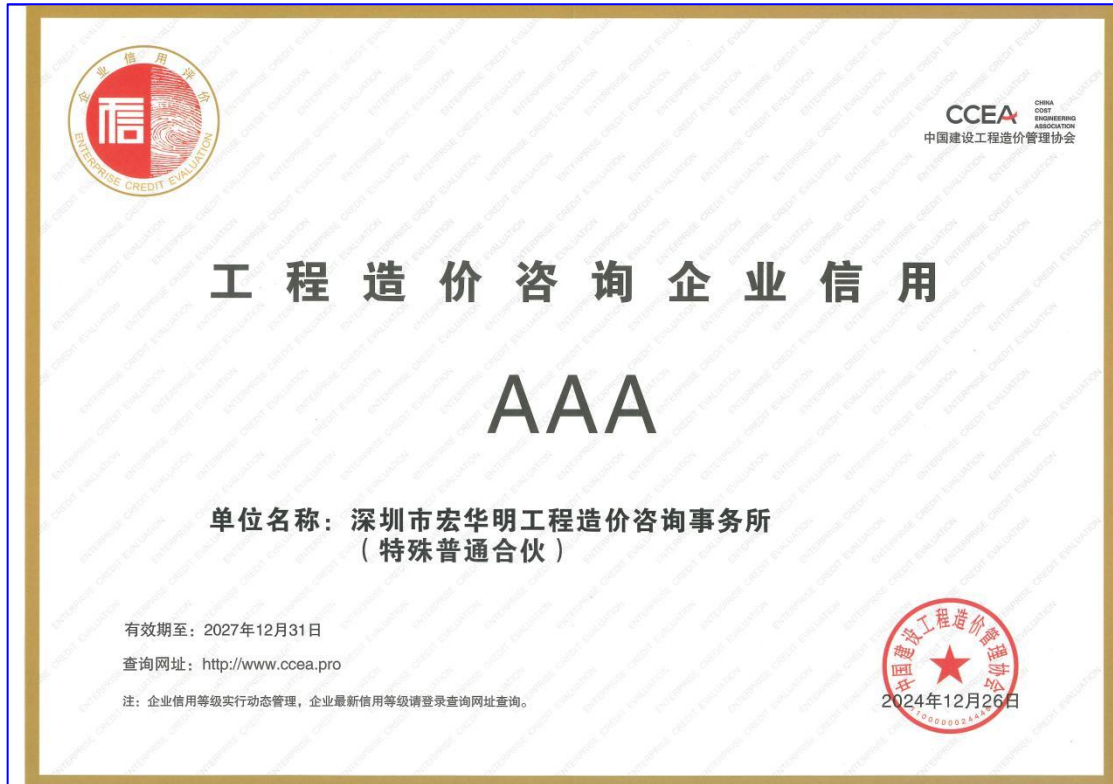 企业信用评价
信
ENTERPRISE CREDIT EVALUATION
CCEA
CHINA
COST
ENGINEERING
ASSOCIATION
中国建设工程造价管理协会
工程造价咨询企业信用
AAA
单位名称：深圳市宏华明工程造价咨询事务所
（特殊普通合伙）
有效期至：2027年12月31日
查询网址：http://www.ccea.pro
注：企业信用等级实行动态管理，企业最新信用等级请登录查询网址查询。
中国建设工程造价管理协会
2024年12月26日